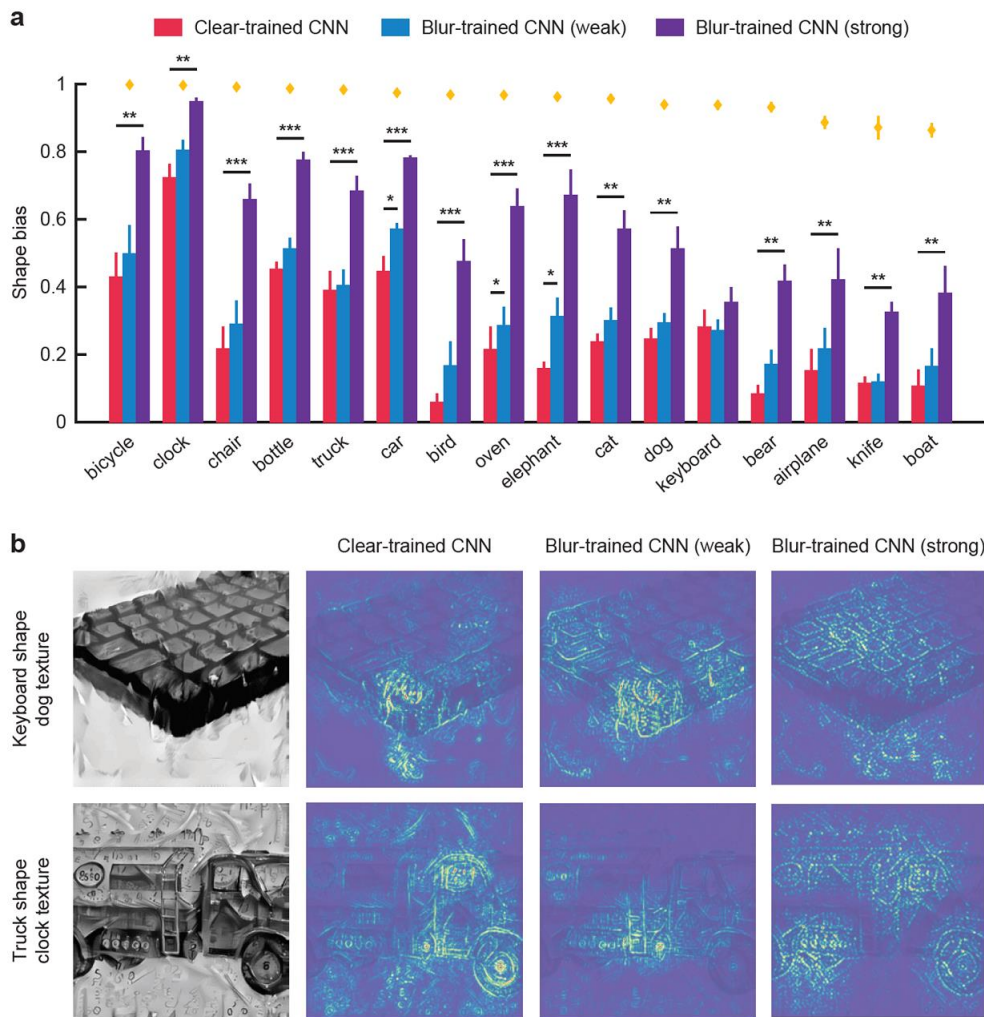 a
Clear-trained CNN Blur-trained CNN (weak) Blur-trained CNN (strong)
Shape bias
1
0.8
0.6
0.4
0.2
0
** ** *** *** *** *** * *** *** * *** * ** ** ** ** ** **
bicycle clock chair bottle truck car bird oven elephant cat dog keyboard bear airplane knife boat
b
Clear-trained CNN Blur-trained CNN (weak) Blur-trained CNN (strong)
Keyboard shape
dog texture
Truck shape
clock texture